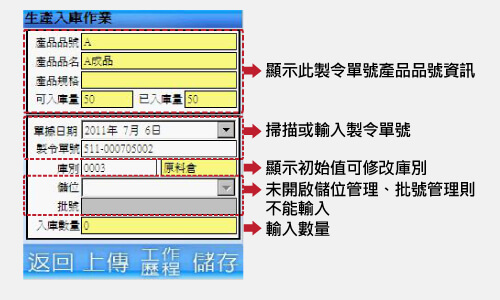 生產入庫作業
產品品號 A
產品品名 A成品
產品規格
可入庫量 50 已入庫量 50
顯示此製令單號產品品號資訊
單據日期 2011年 7月 6日
掃描或輸入製令單號
製令單號 511-000705002
庫別 0003 原料倉
顯示初始值可修改庫別
儲位
未開啟儲位管理、批號管理則
不能輸入
批號
入庫數量 0
輸入數量
返回 上傳 工作歷程 儲存